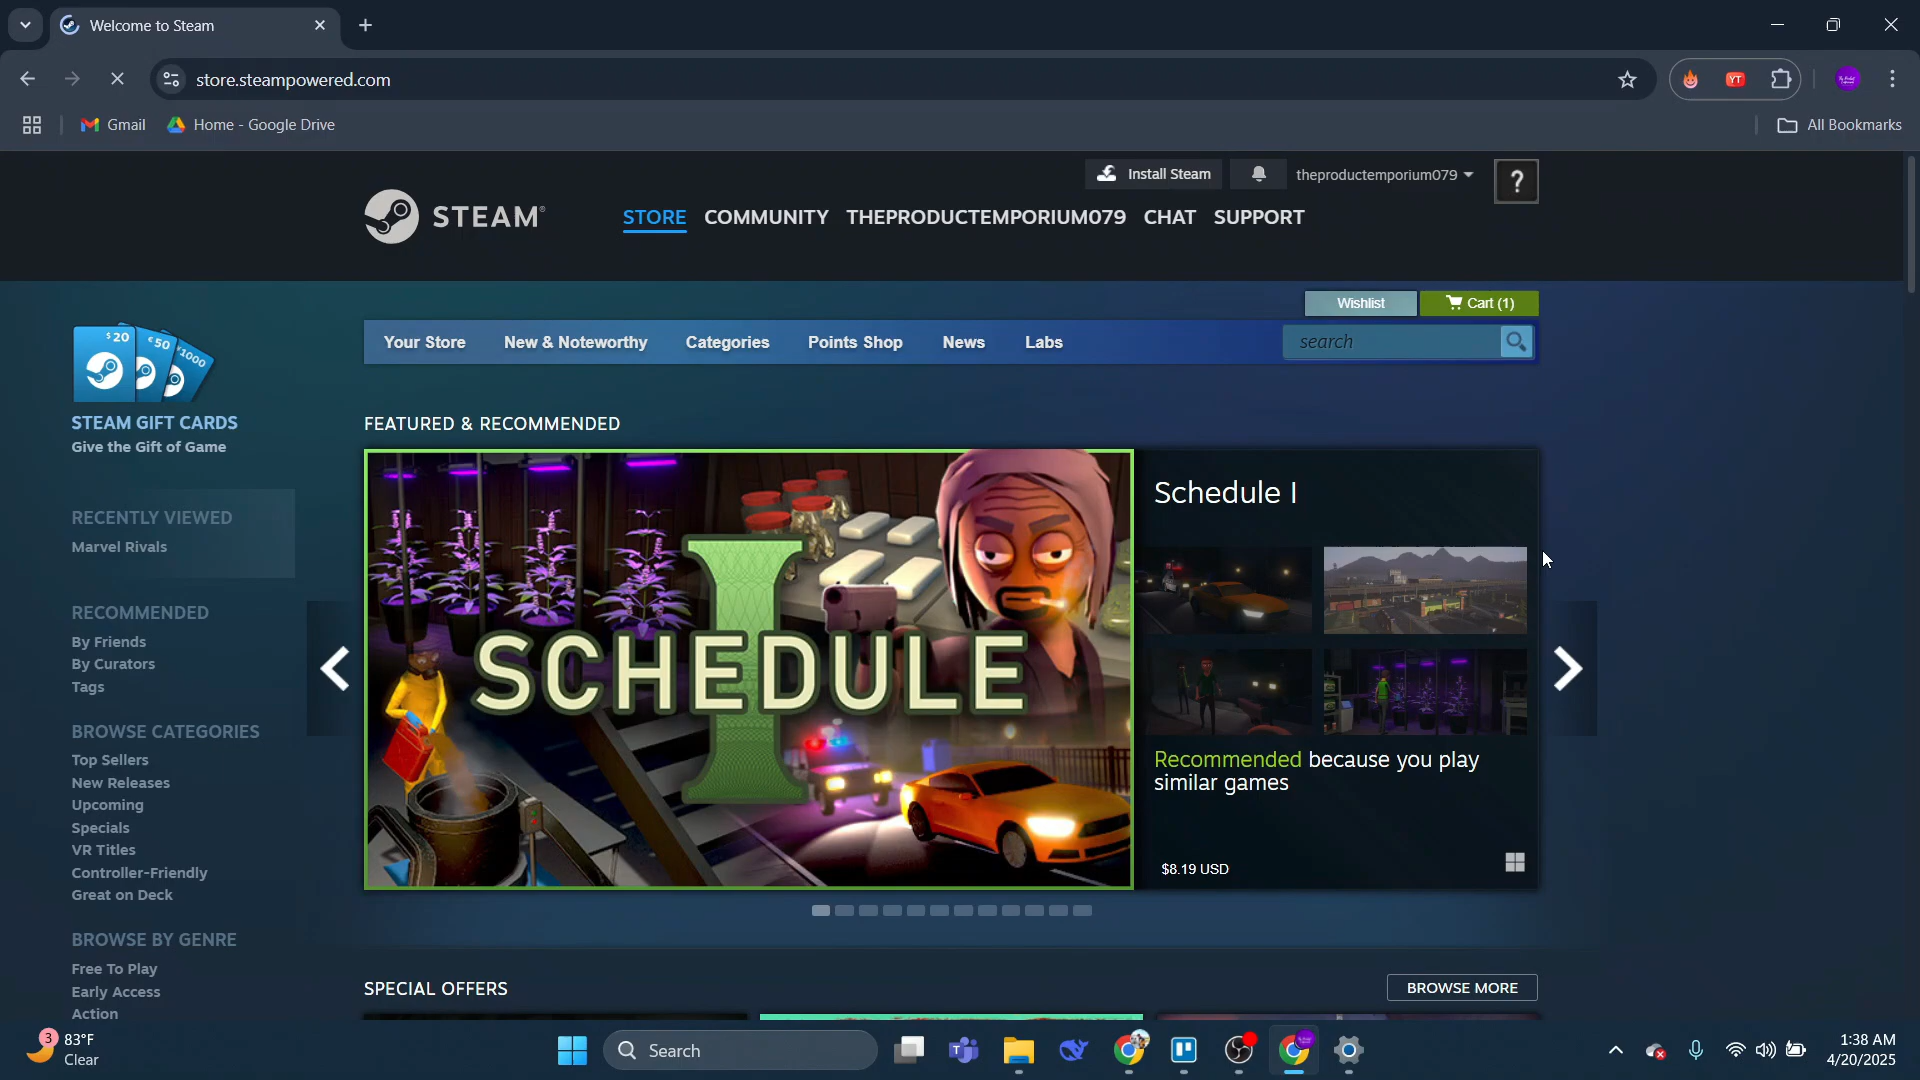 Welcome to Steam
store.steampowered.com
YT
Gmail
Home - Google Drive
All Bookmarks
Install Steam
theproductemporium079
?
STEAM®
STORE COMMUNITY THEPRODUCTEMPORIUM079 CHAT SUPPORT
Wishlist
Cart (1)
Your Store
New & Noteworthy
Categories
Points Shop
News
Labs
search
$20
€50
1000
STEAM GIFT CARDS
Give the Gift of Game
FEATURED & RECOMMENDED
RECENTLY VIEWED
Marvel Rivals
RECOMMENDED
By Friends
By Curators
Tags
BROWSE CATEGORIES
Top Sellers
New Releases
Upcoming
Specials
VR Titles
Controller-Friendly
Great on Deck
BROWSE BY GENRE
Free To Play
Early Access
Action
SCHEDULE
I
Schedule I
Recommended because you play
similar games
$8.19 USD
SPECIAL OFFERS
BROWSE MORE
3
83°F
Clear
Search
1:38 AM
4/20/2025